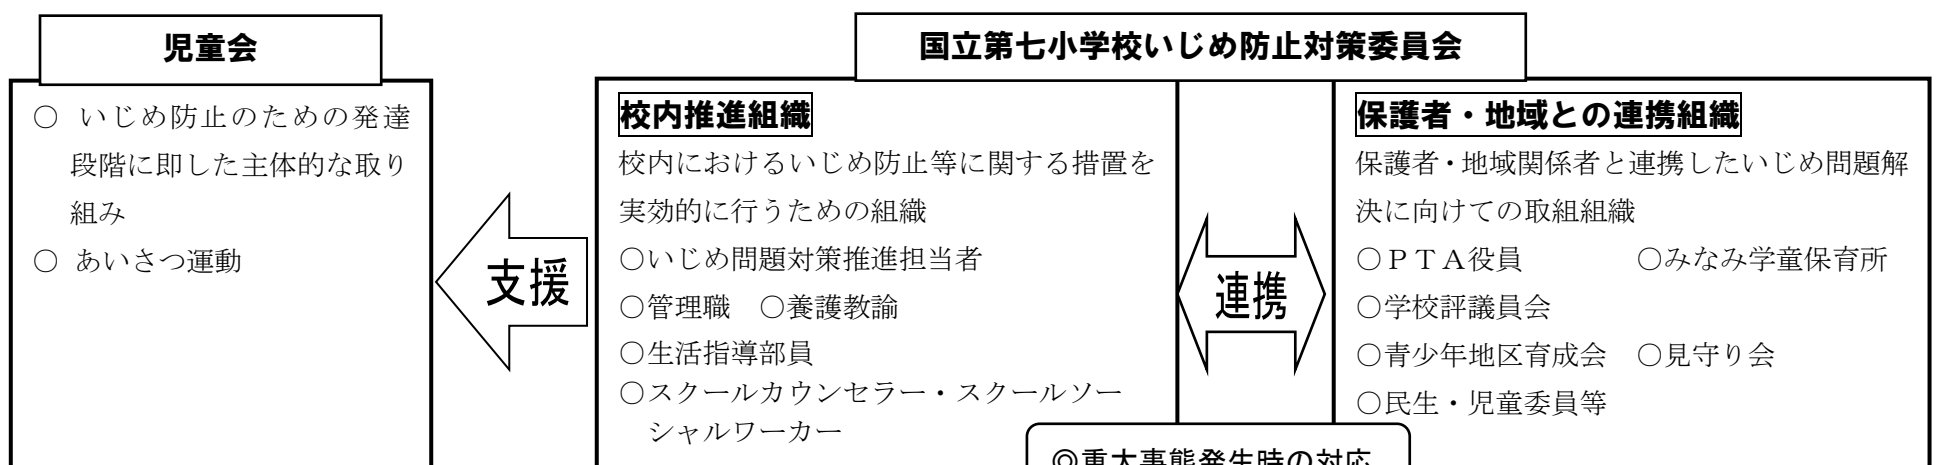 児童会
○ いじめ防止のための発達
段階に即した主体的な取り
組み
○ あいさつ運動
支援
国立第七小学校いじめ防止対策委員会
校内推進組織
校内におけるいじめ防止等に関する措置を
実効的に行うための組織
○いじめ問題対策推進担当者
○管理職　○養護教諭
○生活指導部員
○スクールカウンセラー・スクールソー
シャルワーカー
連携
保護者・地域との連携組織
保護者・地域関係者と連携したいじめ問題解
決に向けての取組組織
○ＰＴＡ役員　○みなみ学童保育所
○学校評議員会
○青少年地区育成会　○見守り会
○民生・児童委員等
◎重大事態発生時の対応